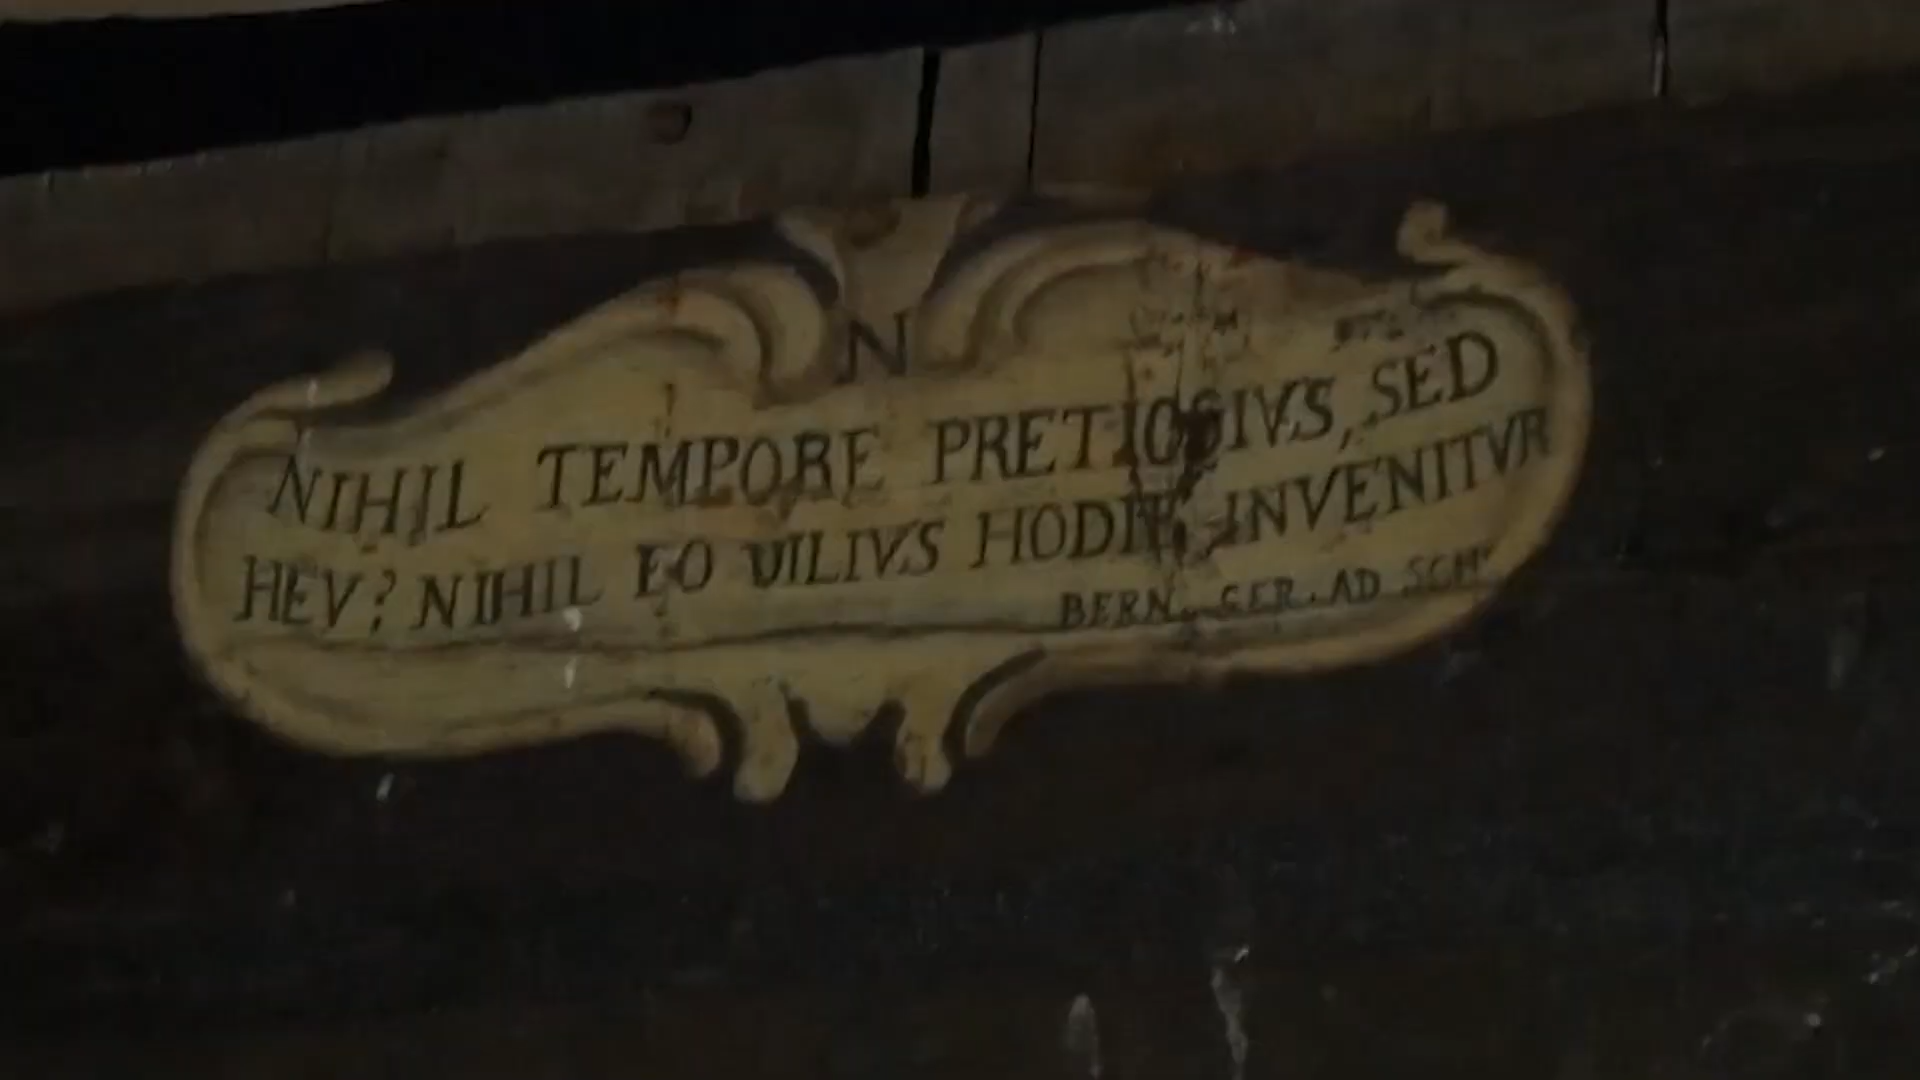 N
NIHIL TEMPORE PRETIOSIVS, SED
HEV? NIHIL EO VILIVS HODIE INVENITVR
BERN. SER. AD SCH